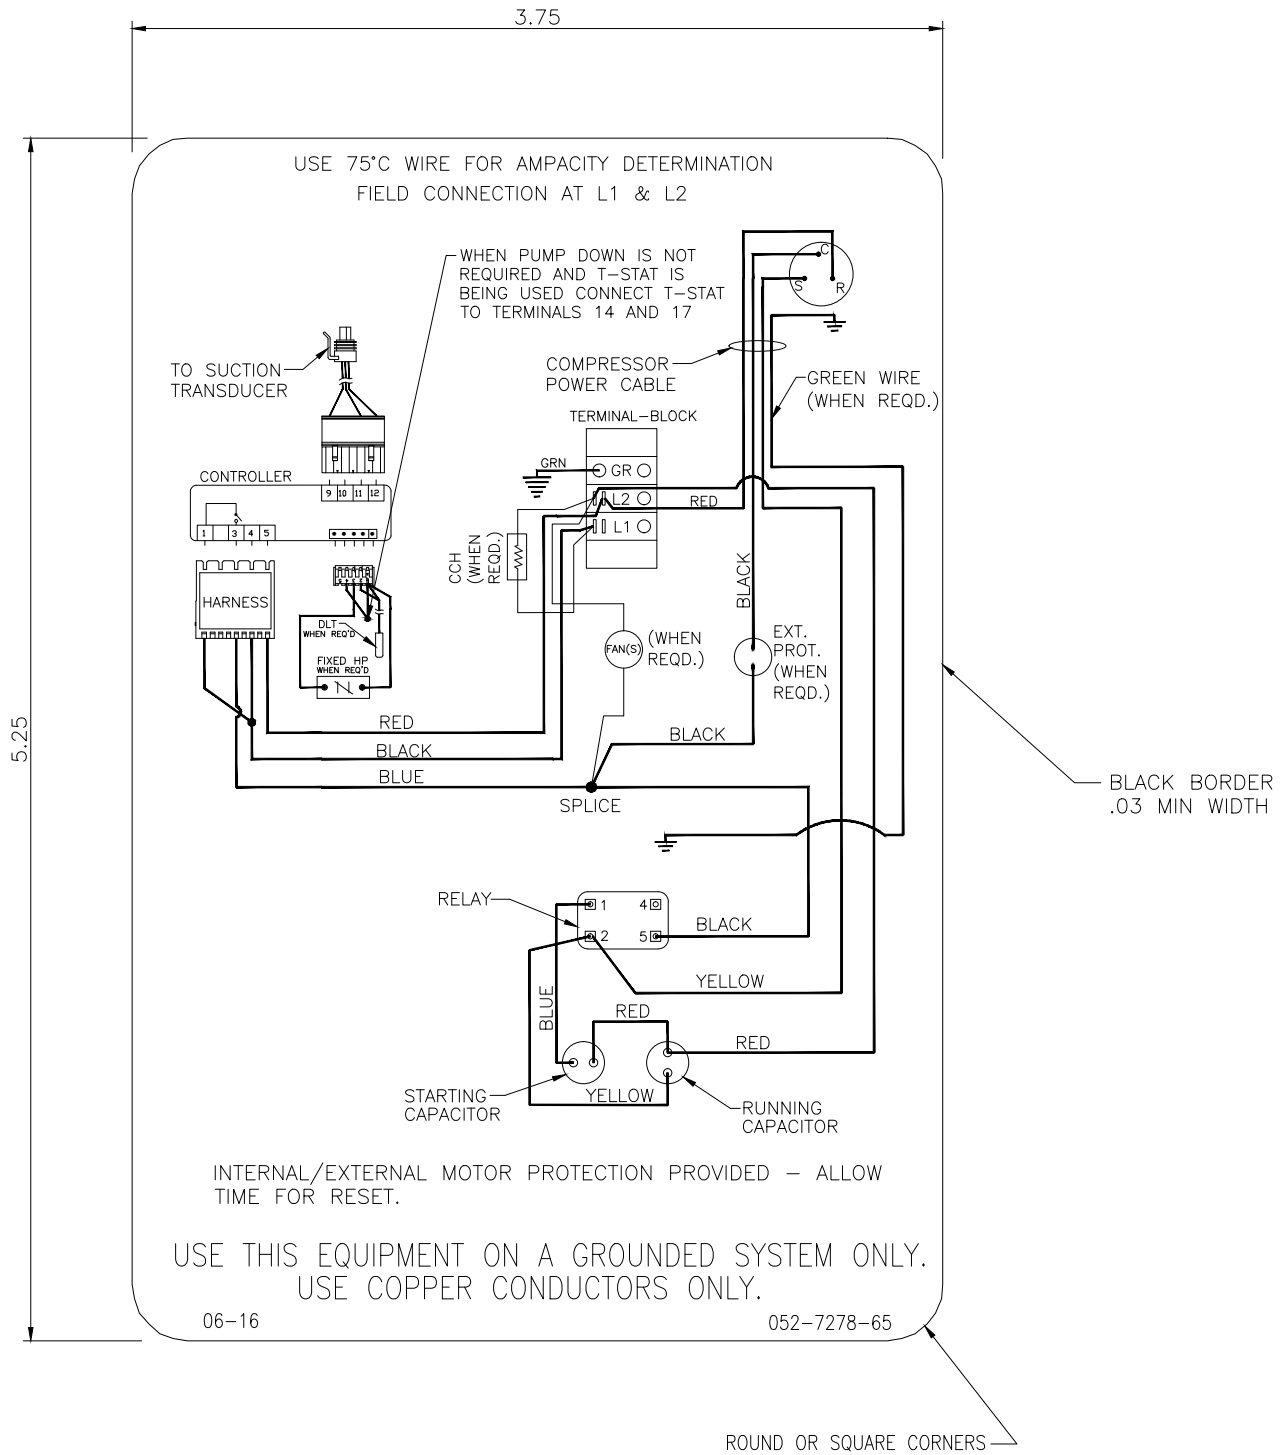 3.75
USE 75°C WIRE FOR AMPACITY DETERMINATION
FIELD CONNECTION AT L1 & L2
WHEN PUMP DOWN IS NOT
REQUIRED AND T-STAT IS
BEING USED CONNECT T-STAT
TO TERMINALS 14 AND 17
C
S
R
TO SUCTION
TRANSDUCER
COMPRESSOR
POWER CABLE
GREEN WIRE
(WHEN REQD.)
TERMINAL-BLOCK
GRN
GR
L2
L1
RED
CONTROLLER
9 10 11 12
1 3 4 5
CCH
(WHEN
REQD.)
BLACK
HARNESS
DLT
WHEN REQ'D
FIXED HP
WHEN REQ'D
FAN(S)
(WHEN
REQD.)
EXT.
PROT.
(WHEN
REQD.)
RED
BLACK
BLACK
BLUE
SPLICE
5.25
BLACK BORDER
.03 MIN WIDTH
RELAY
1 4
2 5
BLACK
YELLOW
BLUE
RED
RED
STARTING
CAPACITOR
YELLOW
RUNNING
CAPACITOR
INTERNAL/EXTERNAL MOTOR PROTECTION PROVIDED - ALLOW
TIME FOR RESET.
USE THIS EQUIPMENT ON A GROUNDED SYSTEM ONLY.
USE COPPER CONDUCTORS ONLY.
06-16
052-7278-65
ROUND OR SQUARE CORNERS